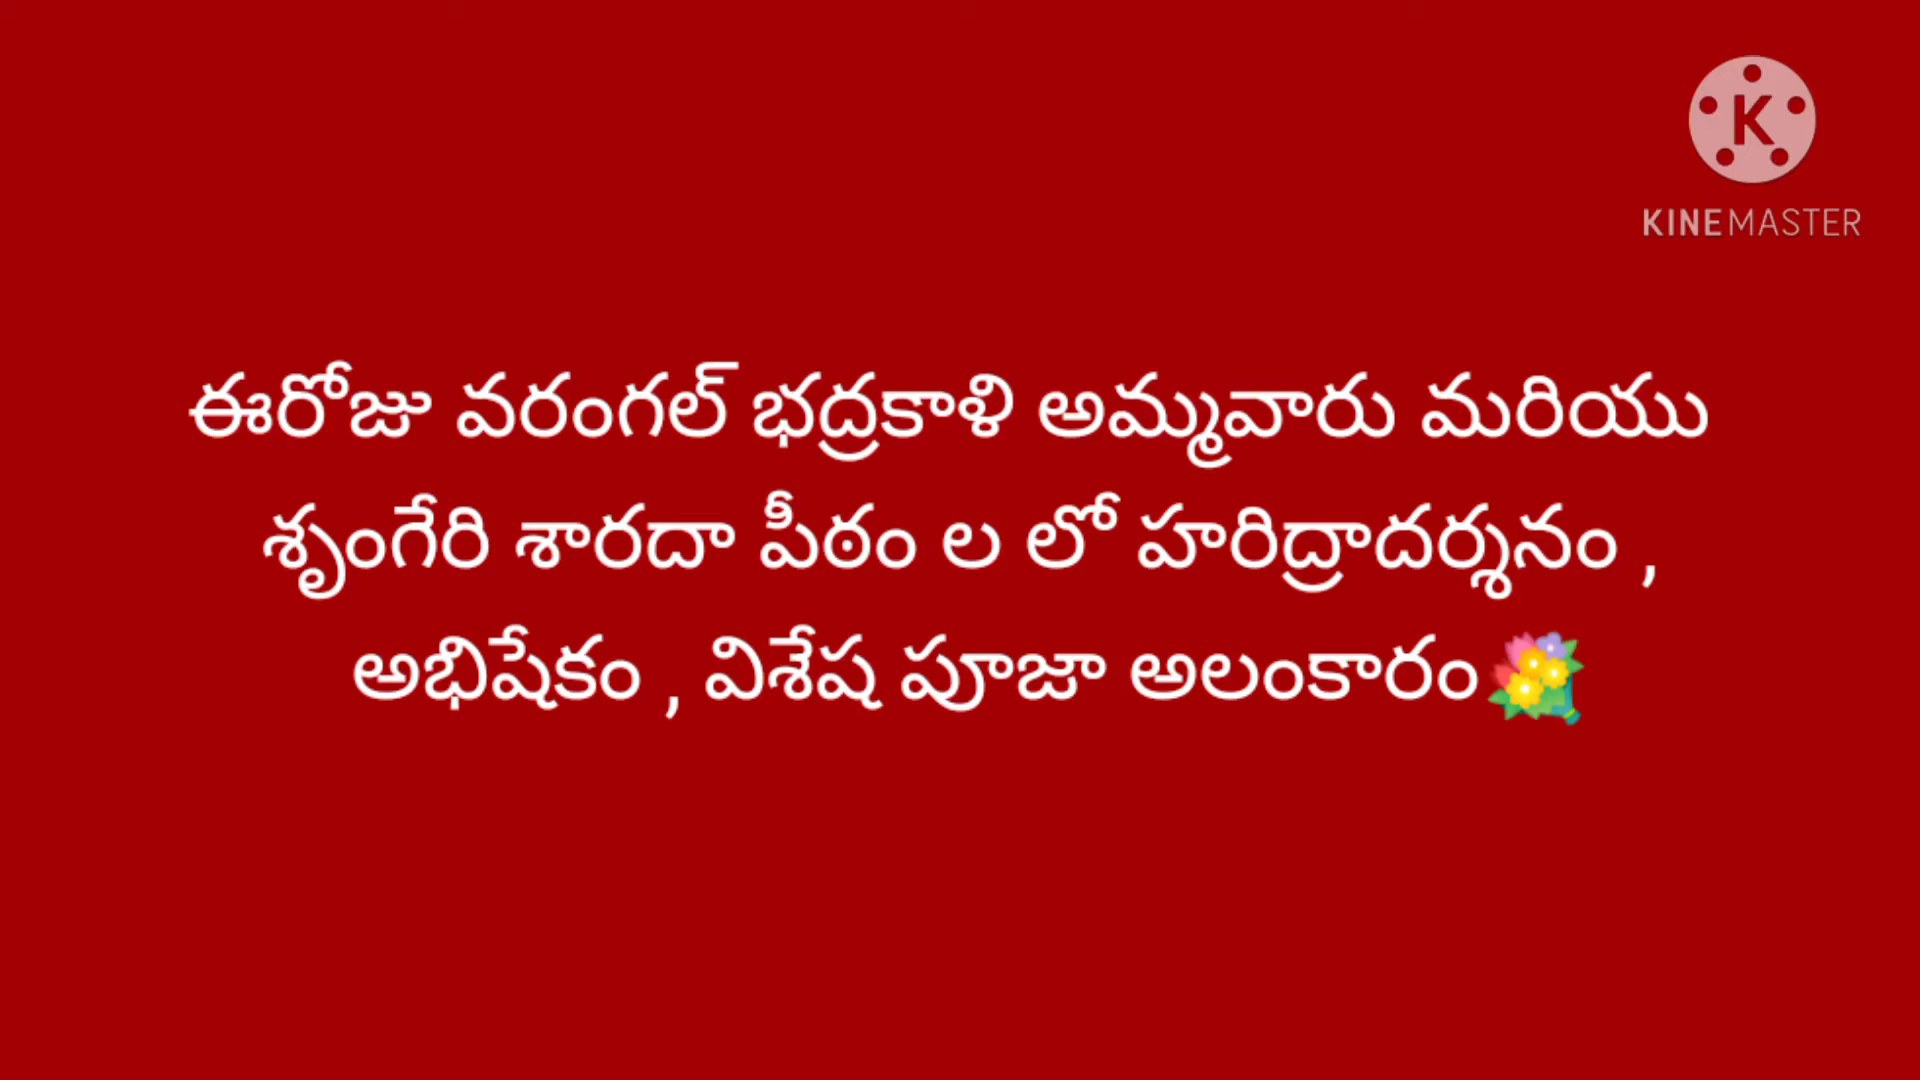 K
KINEMASTER
ఈరోజు వరంగల్ భద్రకాళి అమ్మవారు మరియు
శృంగేరి శారదా పీఠం ల లో హరిద్రాదర్శనం ,
అభిషేకం , విశేష పూజా అలంకారం💐